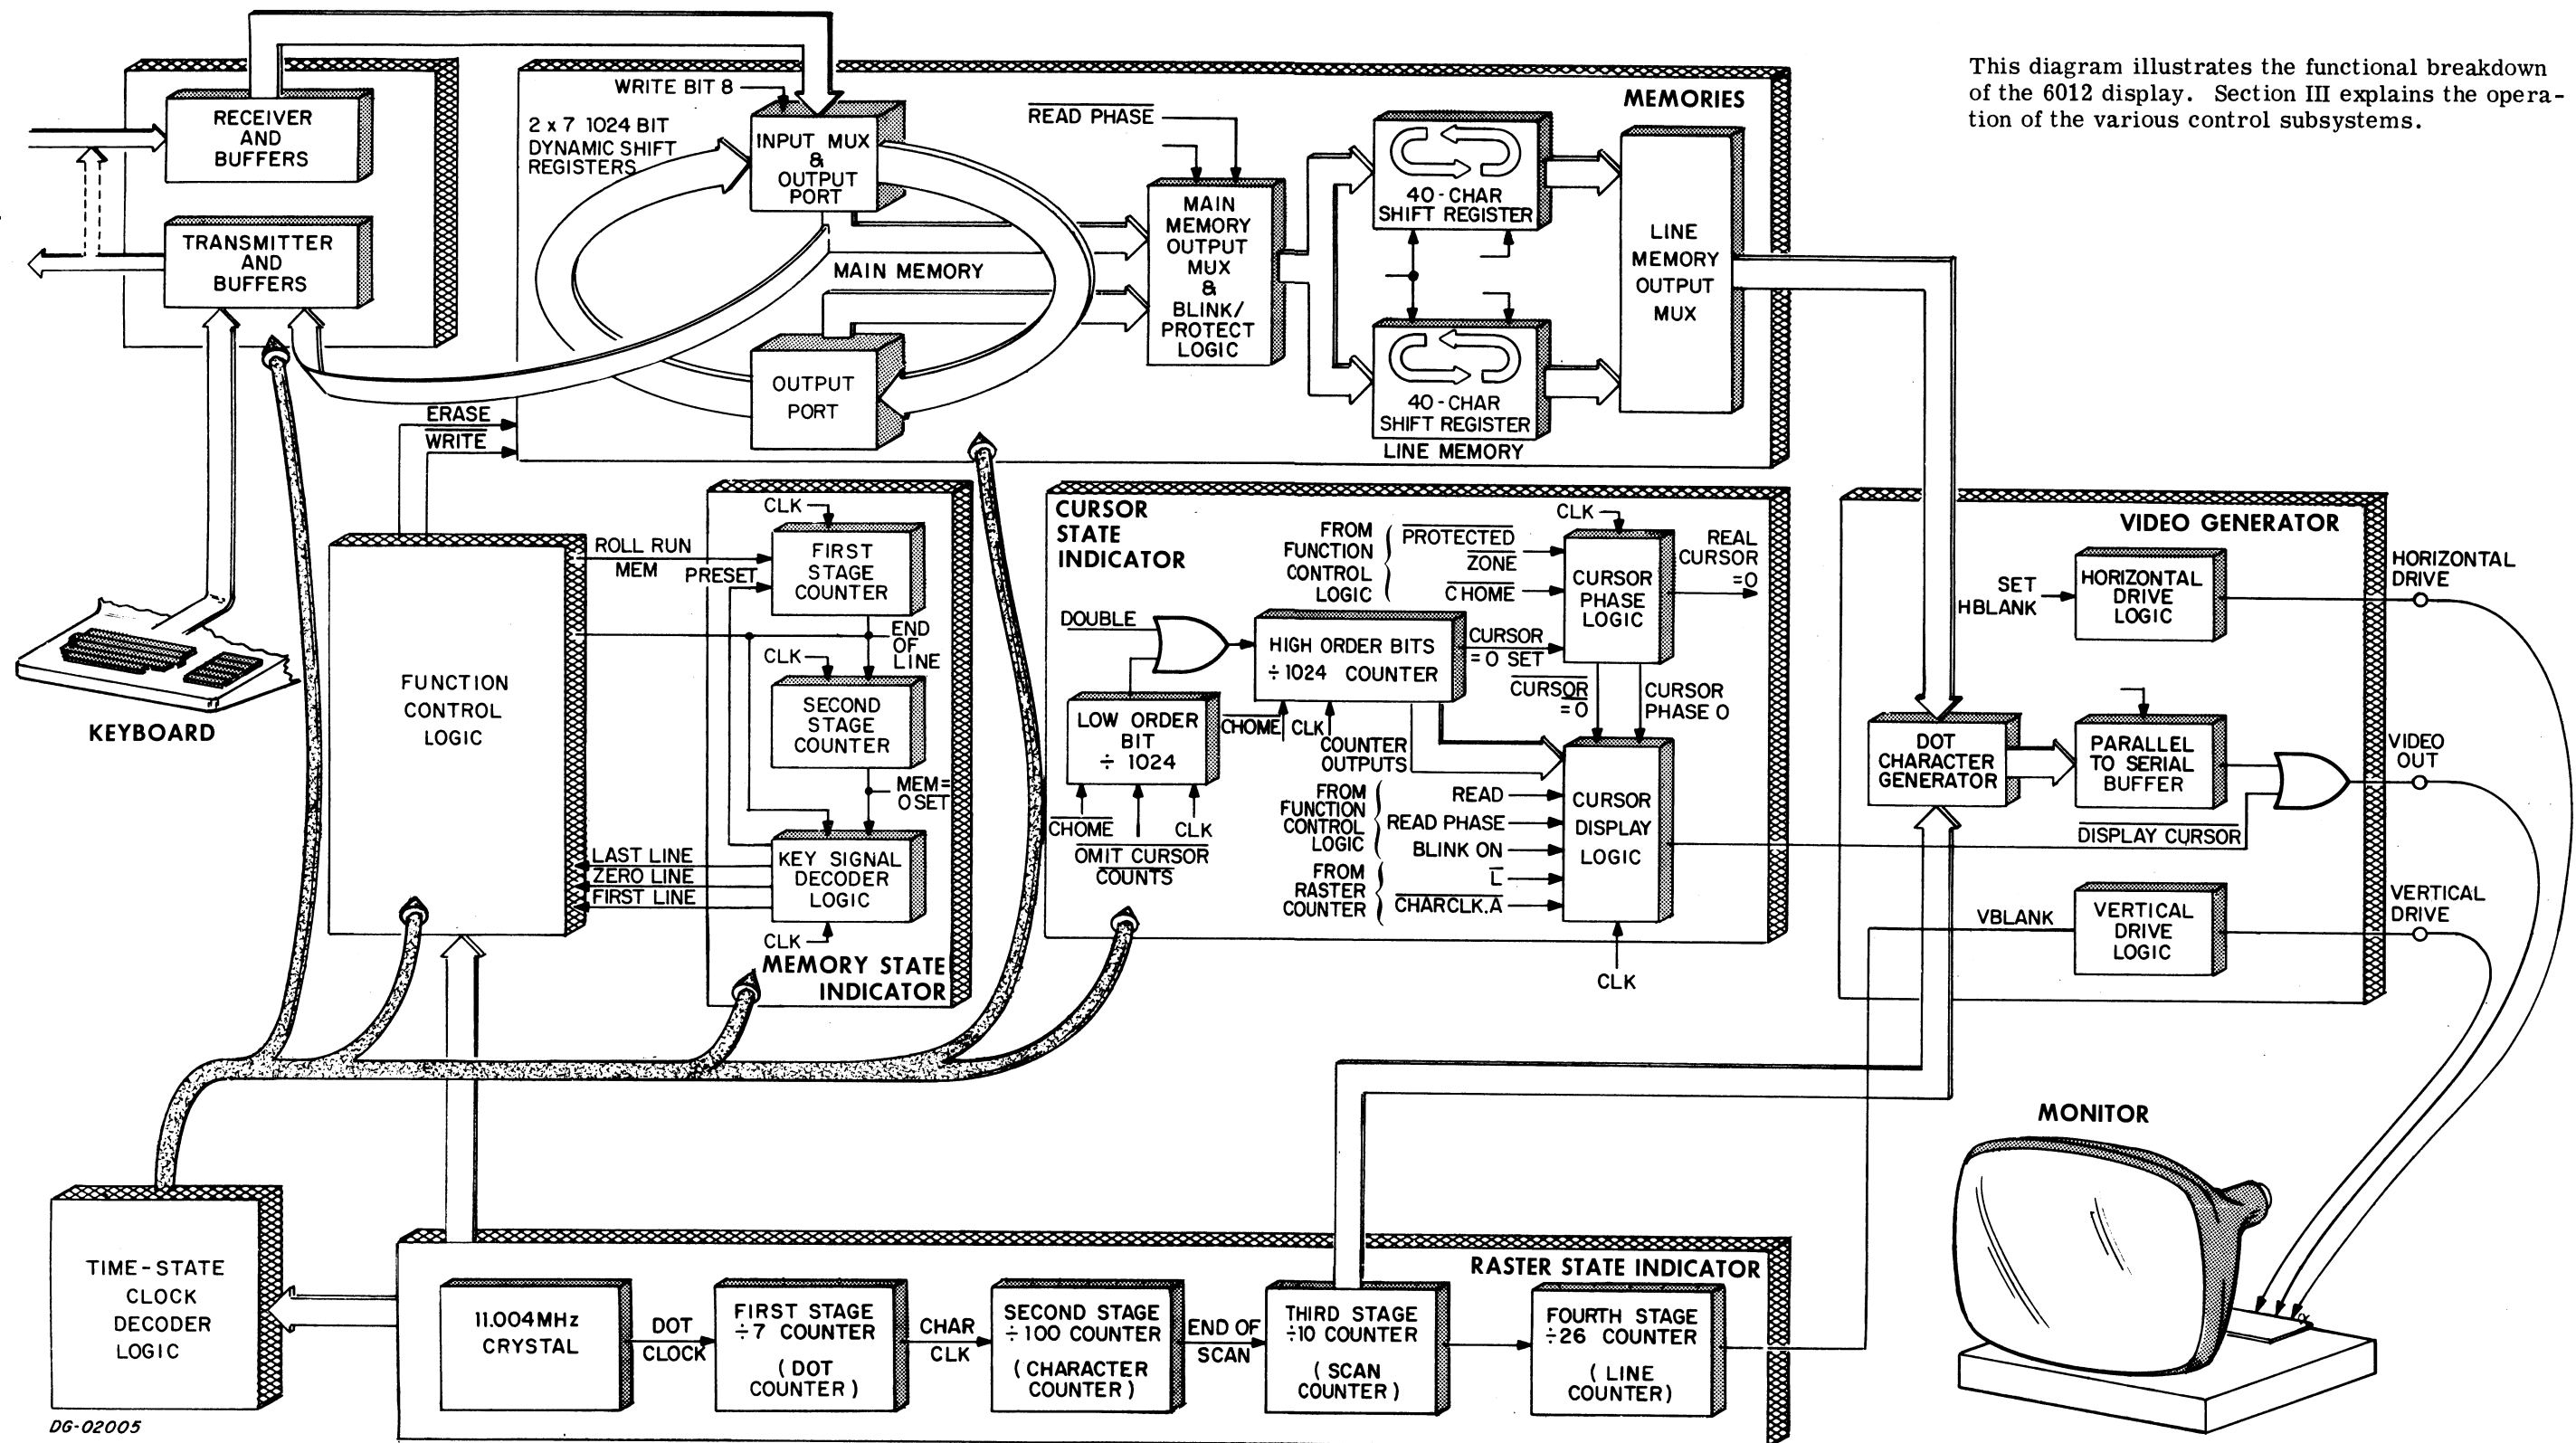 This diagram illustrates the functional breakdown
of the 6012 display. Section III explains the opera-
tion of the various control subsystems.
RECEIVER
AND
BUFFERS
TRANSMITTER
AND
BUFFERS
KEYBOARD
MEMORIES
WRITE BIT 8
2 x 7 1024 BIT
DYNAMIC SHIFT
REGISTERS
INPUT MUX
&
OUTPUT
PORT
MAIN MEMORY
OUTPUT
PORT
READ PHASE
MAIN
MEMORY
OUTPUT
MUX
&
BLINK/
PROTECT
LOGIC
40-CHAR
SHIFT REGISTER
40-CHAR
SHIFT REGISTER
LINE MEMORY
LINE
MEMORY
OUTPUT
MUX
ERASE
WRITE
FUNCTION
CONTROL
LOGIC
ROLL RUN
MEM
PRESET
CLK
FIRST
STAGE
COUNTER
END
OF
LINE
CLK
SECOND
STAGE
COUNTER
MEM=
0 SET
LAST LINE
ZERO LINE
FIRST LINE
KEY SIGNAL
DECODER
LOGIC
CLK
MEMORY STATE
INDICATOR
CURSOR
STATE
INDICATOR
FROM
FUNCTION
CONTROL
LOGIC
PROTECTED
ZONE
CHOME
CLK
CURSOR
PHASE
LOGIC
REAL
CURSOR
=0
DOUBLE
HIGH ORDER BITS
÷1024 COUNTER
CURSOR
=0 SET
LOW ORDER
BIT
÷ 1024
CHOME
CLK
CHOME
OMIT CURSOR
COUNTS
CLK
COUNTER
OUTPUTS
CURSOR
=0
CURSOR
PHASE 0
FROM
FUNCTION
CONTROL
LOGIC
READ
READ PHASE
BLINK ON
FROM
RASTER
COUNTER
L
CHARCLK.A
CURSOR
DISPLAY
LOGIC
CLK
VIDEO GENERATOR
SET
HBLANK
HORIZONTAL
DRIVE
LOGIC
HORIZONTAL
DRIVE
DOT
CHARACTER
GENERATOR
PARALLEL
TO SERIAL
BUFFER
VIDEO
OUT
DISPLAY CURSOR
VBLANK
VERTICAL
DRIVE
LOGIC
VERTICAL
DRIVE
MONITOR
TIME-STATE
CLOCK
DECODER
LOGIC
RASTER STATE INDICATOR
11.004MHz
CRYSTAL
DOT
CLOCK
FIRST STAGE
÷7 COUNTER
(DOT
COUNTER)
CHAR
CLK
SECOND STAGE
÷100 COUNTER
(CHARACTER
COUNTER)
END OF
SCAN
THIRD STAGE
÷10 COUNTER
(SCAN
COUNTER)
FOURTH STAGE
÷26 COUNTER
(LINE
COUNTER)
DG-02005